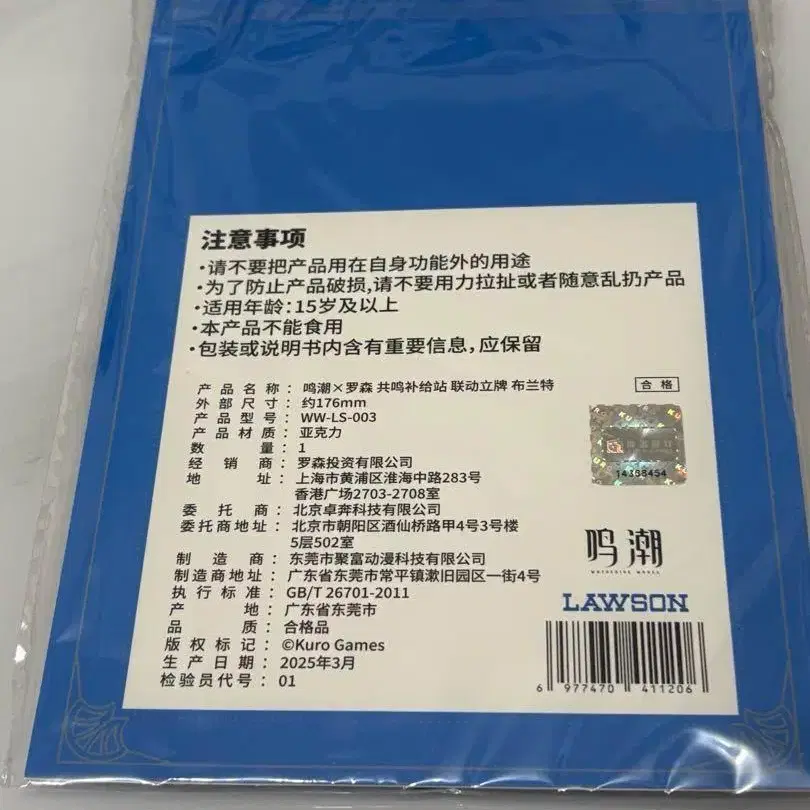 注意事项
·请不要把产品用在自身功能外的用途
·为了防止产品破损,请不要用力拉扯或者随意乱扔产品
·适用年龄:15岁及以上
·本产品不能食用
·包装或说明书内含有重要信息,应保留
产品名称: 鸣潮×罗森 共鸣补给站 联动立牌 布兰特
合格
外部尺寸: 约176mm
产品型号: WW-LS-003
产品材质: 亚克力
数量: 1
经销商: 罗森投资有限公司
地址: 上海市黄浦区淮海中路283号
香港广场2703-2708室
委托商: 北京卓奔科技有限公司
委托商地址: 北京市朝阳区酒仙桥路甲4号3号楼
5层502室
制造商: 东莞市聚富动漫科技有限公司
制造商地址: 广东省东莞市常平镇漱旧园区一街4号
执行标准: GB/T 26701-2011
产地: 广东省东莞市
品质: 合格品
版权标记: ©Kuro Games
生产日期: 2025年3月
检验员代号: 01
14388454
鸣潮
WUTHERING WAVES
LAWSON
6 977470 411206